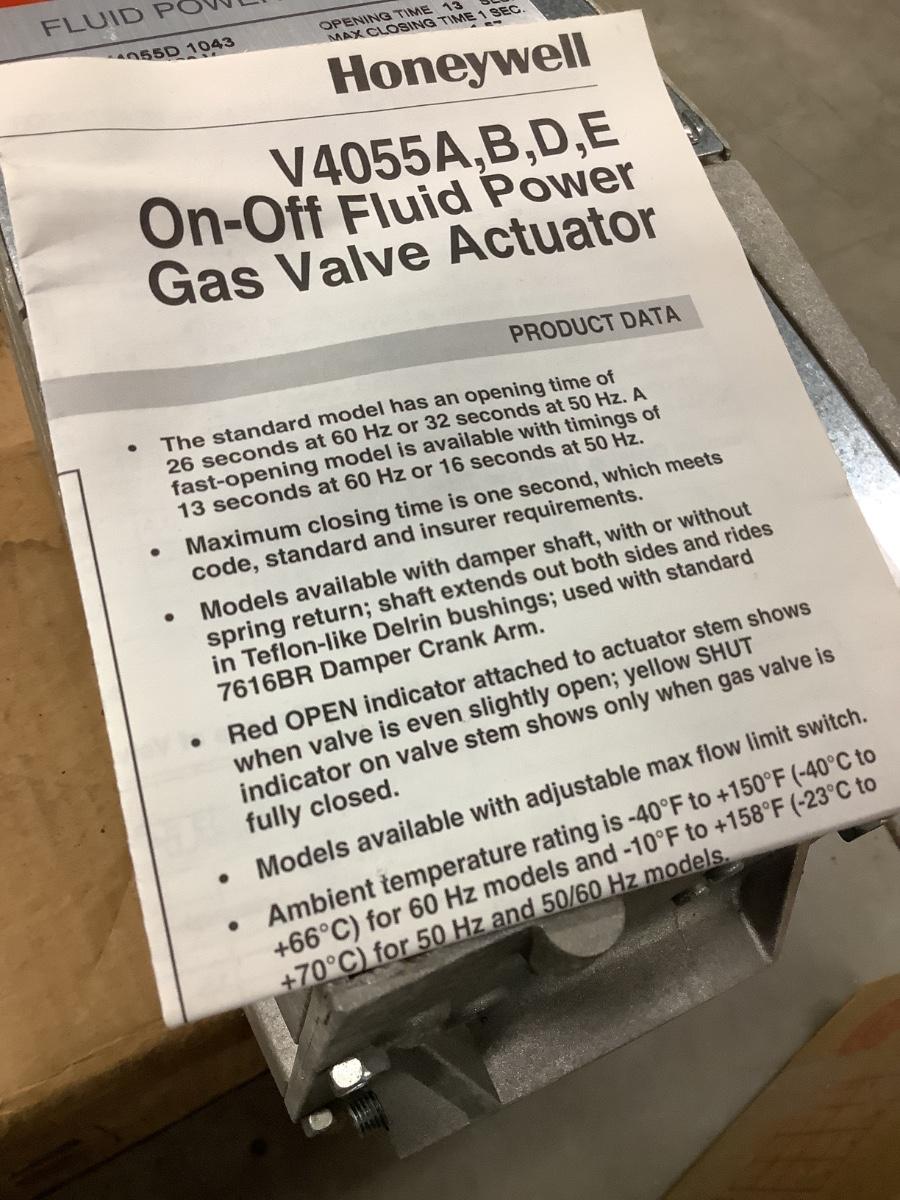 FLUID POWER
OPENING TIME 13
MAX CLOSING TIME 1 SEC.
4055D 1043
Honeywell
V4055A,B,D,E
On-Off Fluid Power
Gas Valve Actuator
PRODUCT DATA
• The standard model has an opening time of
26 seconds at 60 Hz or 32 seconds at 50 Hz. A
fast-opening model is available with timings of
13 seconds at 60 Hz or 16 seconds at 50 Hz.
• Maximum closing time is one second, which meets
code, standard and insurer requirements.
• Models available with damper shaft, with or without
spring return; shaft extends out both sides and rides
in Teflon-like Delrin bushings; used with standard
7616BR Damper Crank Arm.
• Red OPEN indicator attached to actuator stem shows
when valve is even slightly open; yellow SHUT
indicator on valve stem shows only when gas valve is
fully closed.
• Models available with adjustable max flow limit switch.
• Ambient temperature rating is -40°F to +150°F (-40°C to
+66°C) for 60 Hz models and -10°F to +158°F (-23°C to
+70°C) for 50 Hz and 50/60 Hz models.